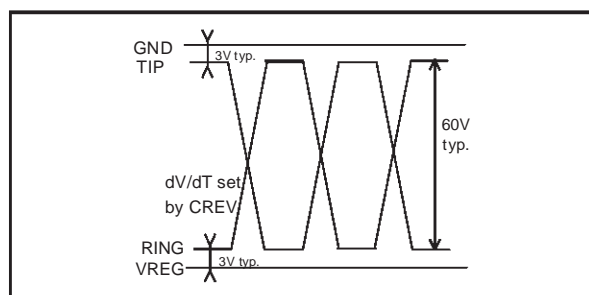 GND
3V typ.
TIP
60V
typ.
dV/dT set
by CREV
RING
3V typ.
VREG